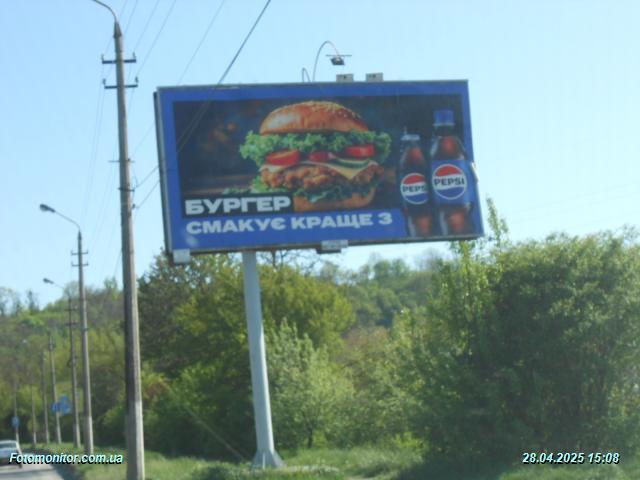 БУРГЕР
СМАКУЄ КРАЩЕ З
PEPSI
PEPSI
Fotomonitor.com.ua
28.04.2025 15:08